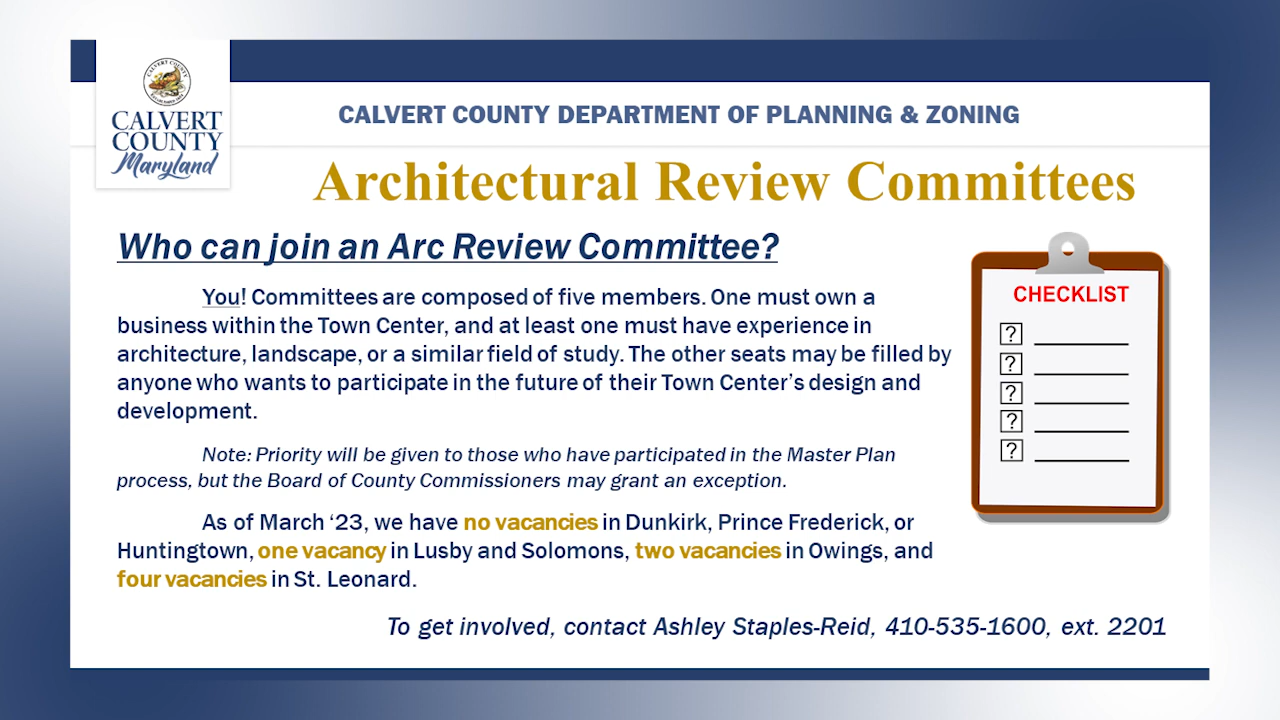 CALVERT COUNTY
CALVERT
COUNTY
Maryland
CALVERT COUNTY DEPARTMENT OF PLANNING & ZONING
Architectural Review Committees
Who can join an Arc Review Committee?
You! Committees are composed of five members. One must own a
business within the Town Center, and at least one must have experience in
architecture, landscape, or a similar field of study. The other seats may be filled by
anyone who wants to participate in the future of their Town Center's design and
development.
Note: Priority will be given to those who have participated in the Master Plan
process, but the Board of County Commissioners may grant an exception.
As of March ‘23, we have no vacancies in Dunkirk, Prince Frederick, or
Huntingtown, one vacancy in Lusby and Solomons, two vacancies in Owings, and
four vacancies in St. Leonard.
To get involved, contact Ashley Staples-Reid, 410-535-1600, ext. 2201
CHECKLIST
?
?
?
?
?